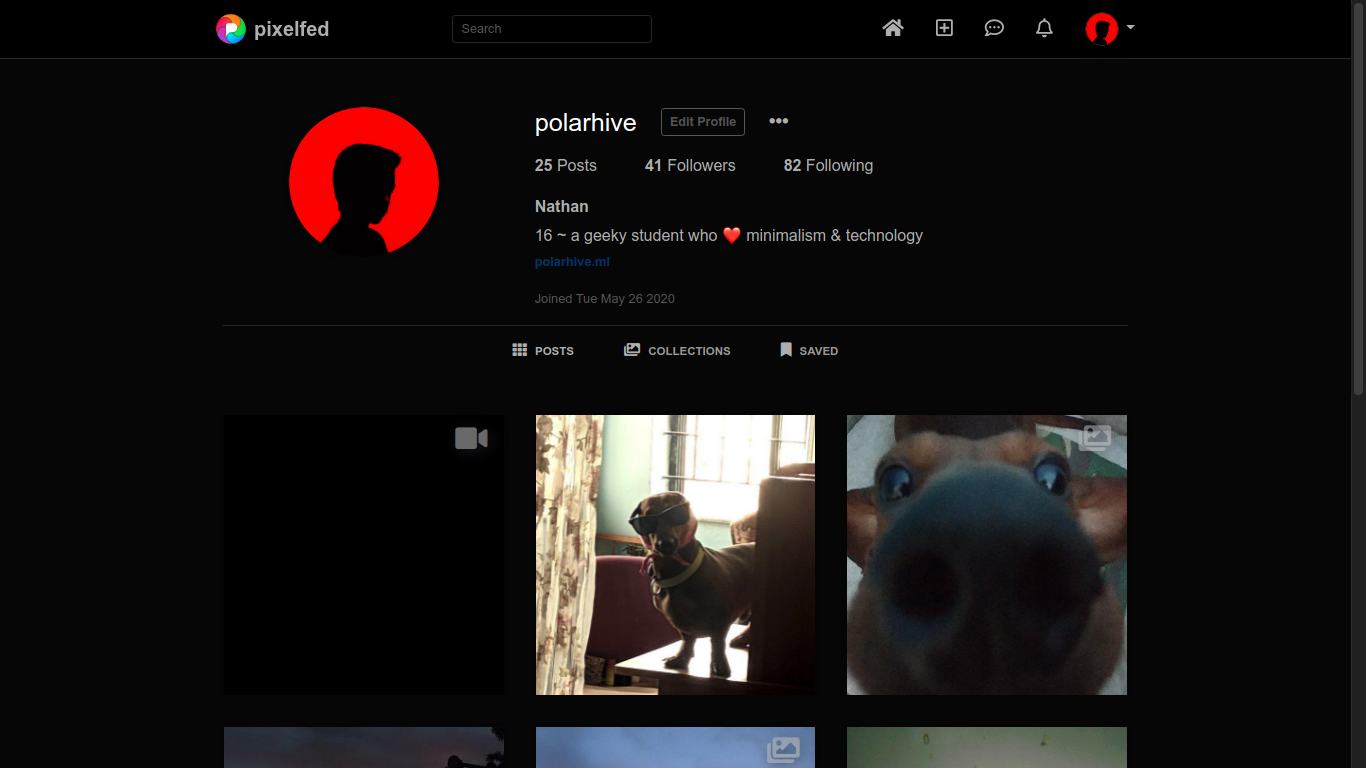 pixelfed
Search
polarhive
Edit Profile
25 Posts
41 Followers
82 Following
Nathan
16 ~ a geeky student who ❤️ minimalism & technology
polarhive.ml
Joined Tue May 26 2020
POSTS
COLLECTIONS
SAVED